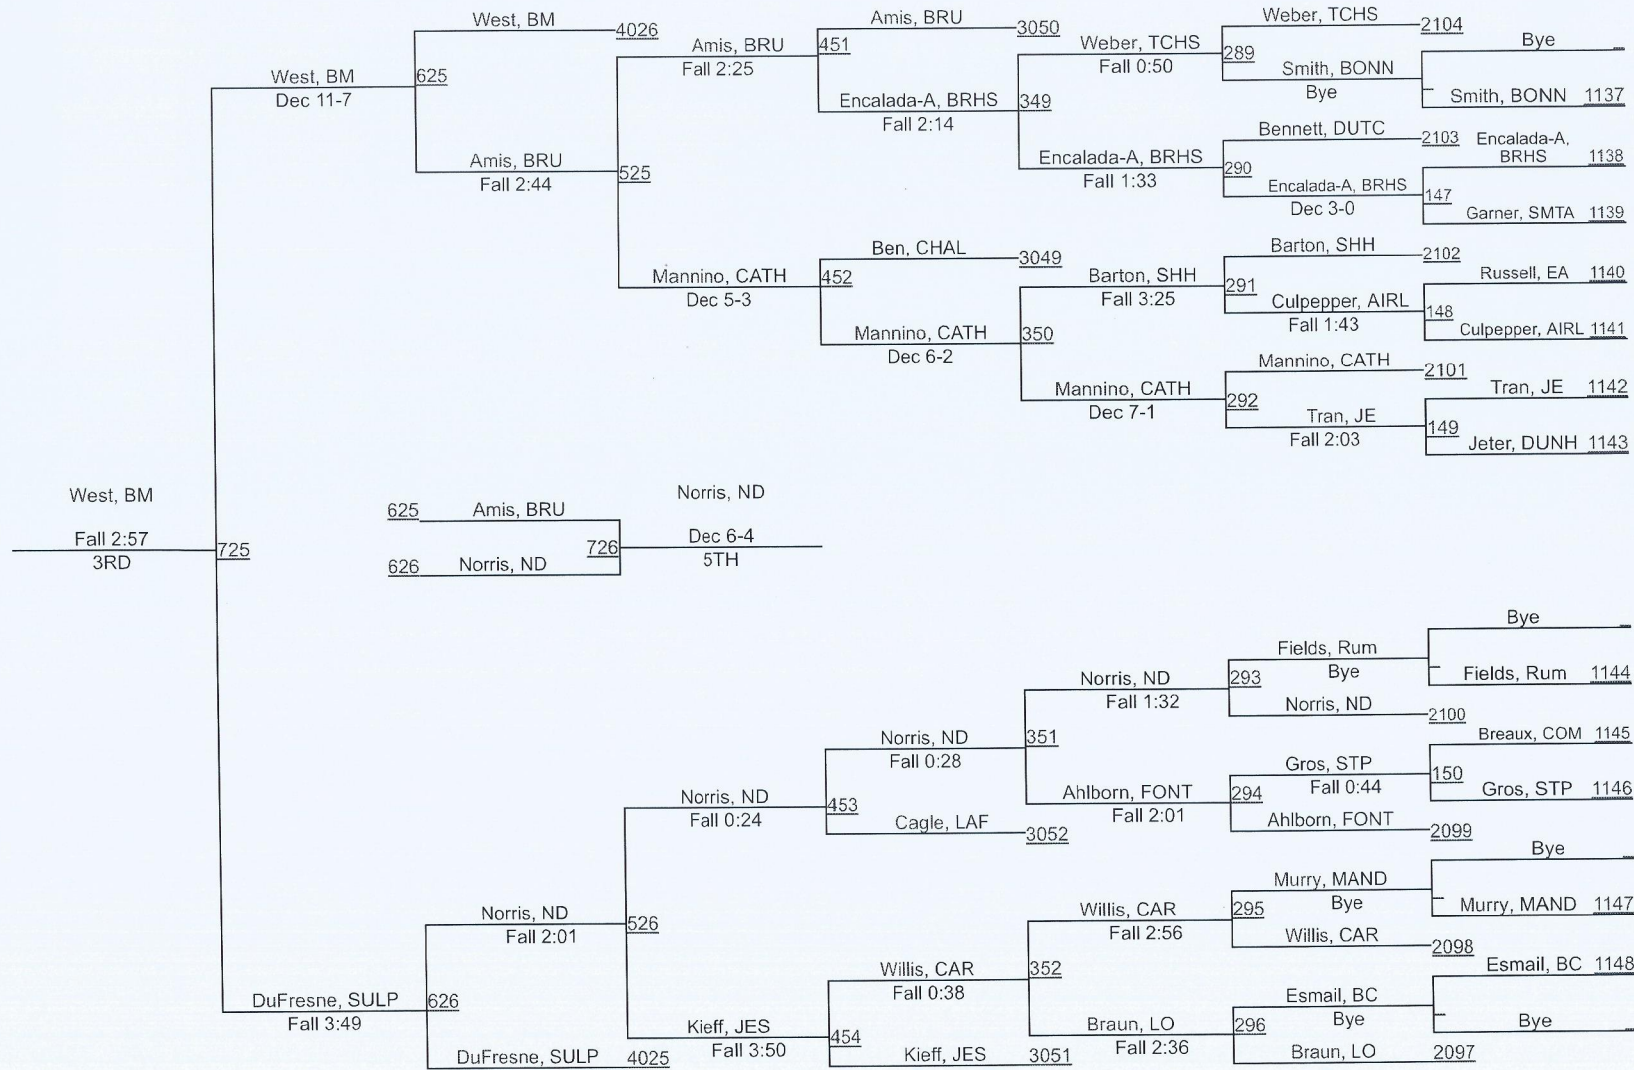 West, BM
4026
Amis, BRU
3050
Weber, TCHS
2104
Bye
West, BM
Dec 11-7
625
Amis, BRU
Fall 2:25
451
Weber, TCHS
Fall 0:50
289
Smith, BONN
Bye
Smith, BONN 1137
Encalada-A, BRHS
Fall 2:14
349
Bennett, DUTC
2103
Encalada-A,
BRHS 1138
Amis, BRU
Fall 2:44
525
Encalada-A, BRHS
Fall 1:33
290
Encalada-A, BRHS
Dec 3-0
147
Garner, SMTA 1139
Ben, CHAL
3049
Barton, SHH
2102
Mannino, CATH
Dec 5-3
452
Barton, SHH
Fall 3:25
291
Russell, EA 1140
Culpepper, AIRL
Fall 1:43
148
Culpepper, AIRL 1141
Mannino, CATH
Dec 6-2
350
Mannino, CATH
2101
Mannino, CATH
Dec 7-1
292
Tran, JE 1142
Tran, JE
Fall 2:03
149
Jeter, DUNH 1143
West, BM
Fall 2:57
3RD
725
625
Amis, BRU
626
Norris, ND
726
Norris, ND
Dec 6-4
5TH
Bye
Fields, Rum
Bye
Fields, Rum 1144
Norris, ND
Fall 1:32
293
Norris, ND
2100
Norris, ND
Fall 0:28
351
Breaux, COM 1145
Gros, STP
Fall 0:44
150
Gros, STP 1146
Norris, ND
Fall 0:24
453
Ahlborn, FONT
Fall 2:01
294
Ahlborn, FONT
2099
Cagle, LAF
3052
Bye
Murry, MAND
Bye
Murry, MAND 1147
Norris, ND
Fall 2:01
526
Willis, CAR
Fall 2:56
295
Willis, CAR
2098
Willis, CAR
Fall 0:38
352
Esmail, BC 1148
DuFresne, SULP
Fall 3:49
626
Esmail, BC
Bye
Bye
Kieff, JES
Fall 3:50
454
Braun, LO
Fall 2:36
296
Braun, LO
2097
DuFresne, SULP
4025
Kieff, JES
3051